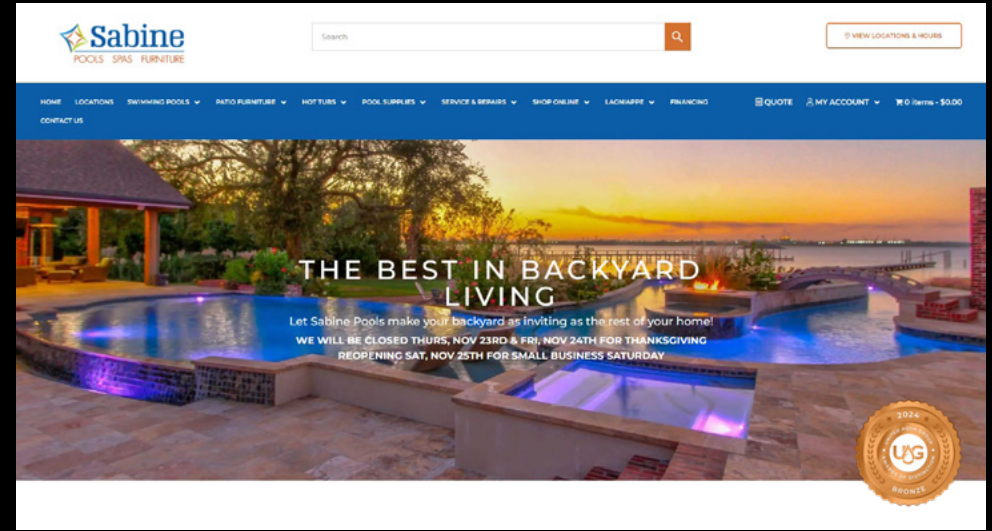 Sabine
POOLS SPAS FURNITURE
Search
VIEW LOCATIONS & HOURS
HOME LOCATIONS SWIMMING POOLS PATIO FURNITURE HOT TUBS POOL SUPPLIES SERVICE & REPAIRS SHOP ONLINE LAGNIAPPE FINANCING
CONTACT US
QUOTE MY ACCOUNT 0 items - $0.00
THE BEST IN BACKYARD
LIVING
Let Sabine Pools make your backyard as inviting as the rest of your home!
WE WILL BE CLOSED THURS, NOV 23RD & FRI, NOV 24TH FOR THANKSGIVING
REOPENING SAT, NOV 25TH FOR SMALL BUSINESS SATURDAY
2024
UAG
BRONZE